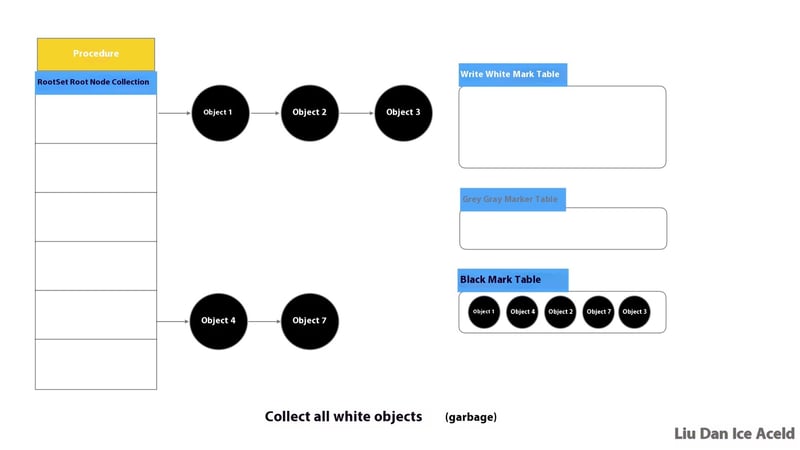 Procedure
RootSet Root Node Collection
Object 1
Object 2
Object 3
Write White Mark Table
Grey Gray Marker Table
Black Mark Table
Object 1
Object 4
Object 2
Object 7
Object 3
Object 4
Object 7
Collect all white objects (garbage)
Liu Dan Ice Aceld